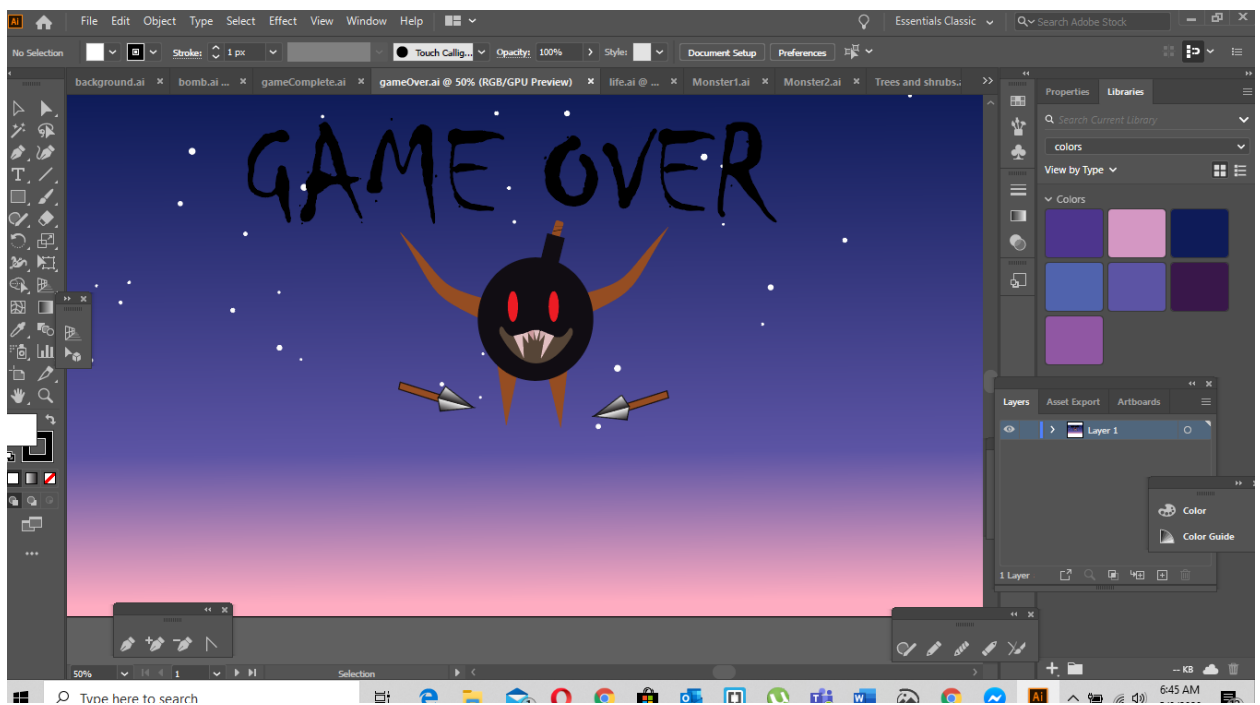 Ai File Edit Object Type Select Effect View Window Help Essentials Classic Search Adobe Stock
No Selection Stroke: 1 px Touch Callig... Opacity: 100% Style: Document Setup Preferences
background.ai × bomb.ai ... × gameComplete.ai × gameOver.ai @ 50% (RGB/GPU Preview) × life.ai @ ... × Monster1.ai × Monster2.ai × Trees and shrubs.
Properties Libraries
Search Current Library
colors
View by Type
Colors
GAME OVER
Layers Asset Export Artboards
Layer 1
Color
Color Guide
1 Layer
50% 1 Selection
-- KB
Type here to search
Ai
6:45 AM